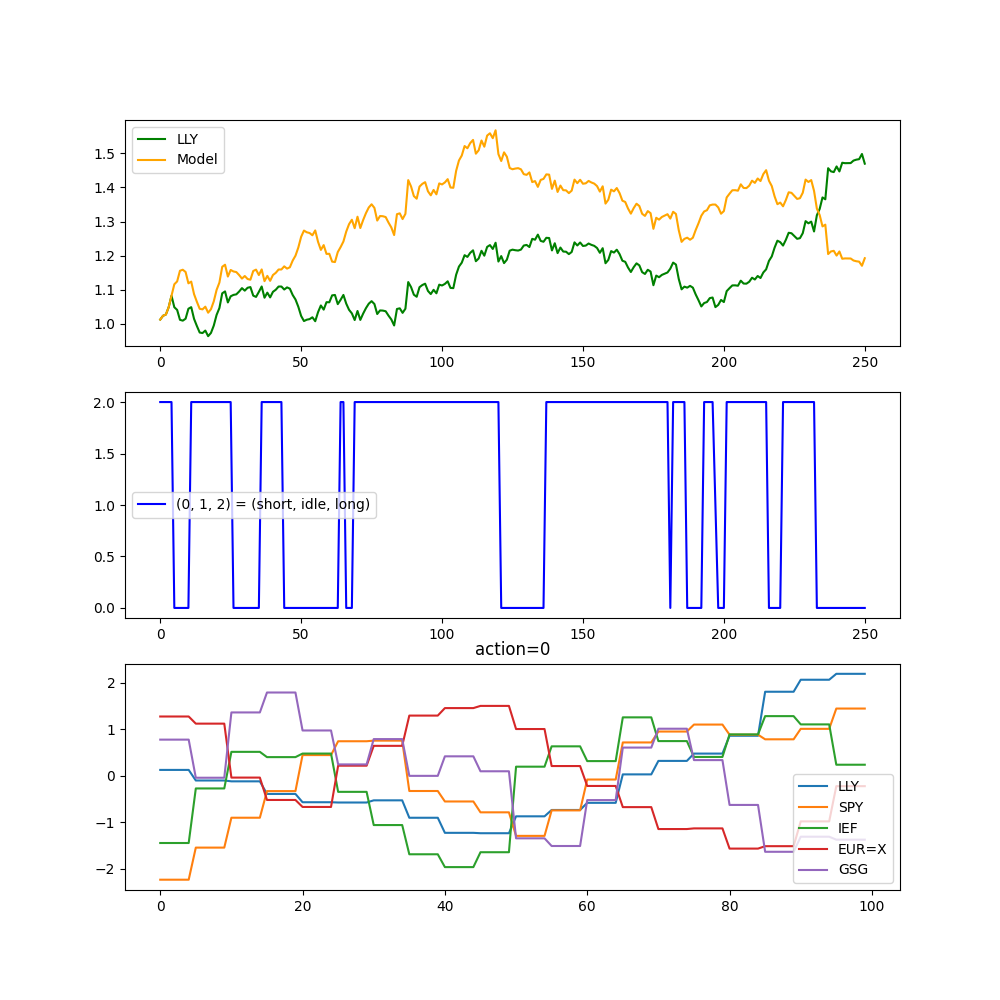 LLY
Model
1.5
1.4
1.3
1.2
1.1
1.0
0 50 100 150 200 250
2.0
1.5
1.0
0.5
0.0
(0, 1, 2) = (short, idle, long)
0 50 100 150 200 250
action=0
2
1
0
−1
−2
LLY
SPY
IEF
EUR=X
GSG
0 20 40 60 80 100